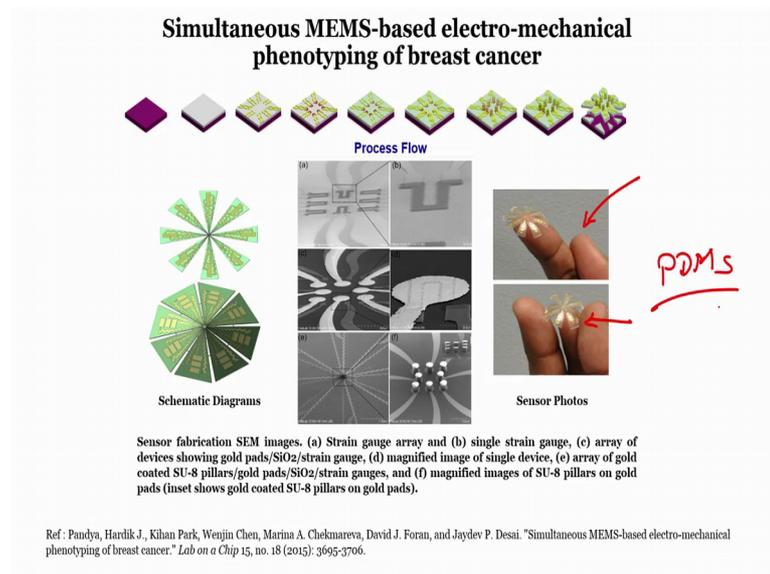 Simultaneous MEMS-based electro-mechanical
phenotyping of breast cancer
Process Flow
(a)
(b)
(c)
(d)
(e)
(f)
PDMS
Schematic Diagrams
Sensor Photos
Sensor fabrication SEM images. (a) Strain gauge array and (b) single strain gauge, (c) array of
devices showing gold pads/SiO2/strain gauge, (d) magnified image of single device, (e) array of gold
coated SU-8 pillars/gold pads/SiO2/strain gauges, and (f) magnified images of SU-8 pillars on gold
pads (inset shows gold coated SU-8 pillars on gold pads).
Ref : Pandya, Hardik J., Kihan Park, Wenjin Chen, Marina A. Chekmareva, David J. Foran, and Jaydev P. Desai. "Simultaneous MEMS-based electro-mechanical
phenotyping of breast cancer." Lab on a Chip 15, no. 18 (2015): 3695-3706.